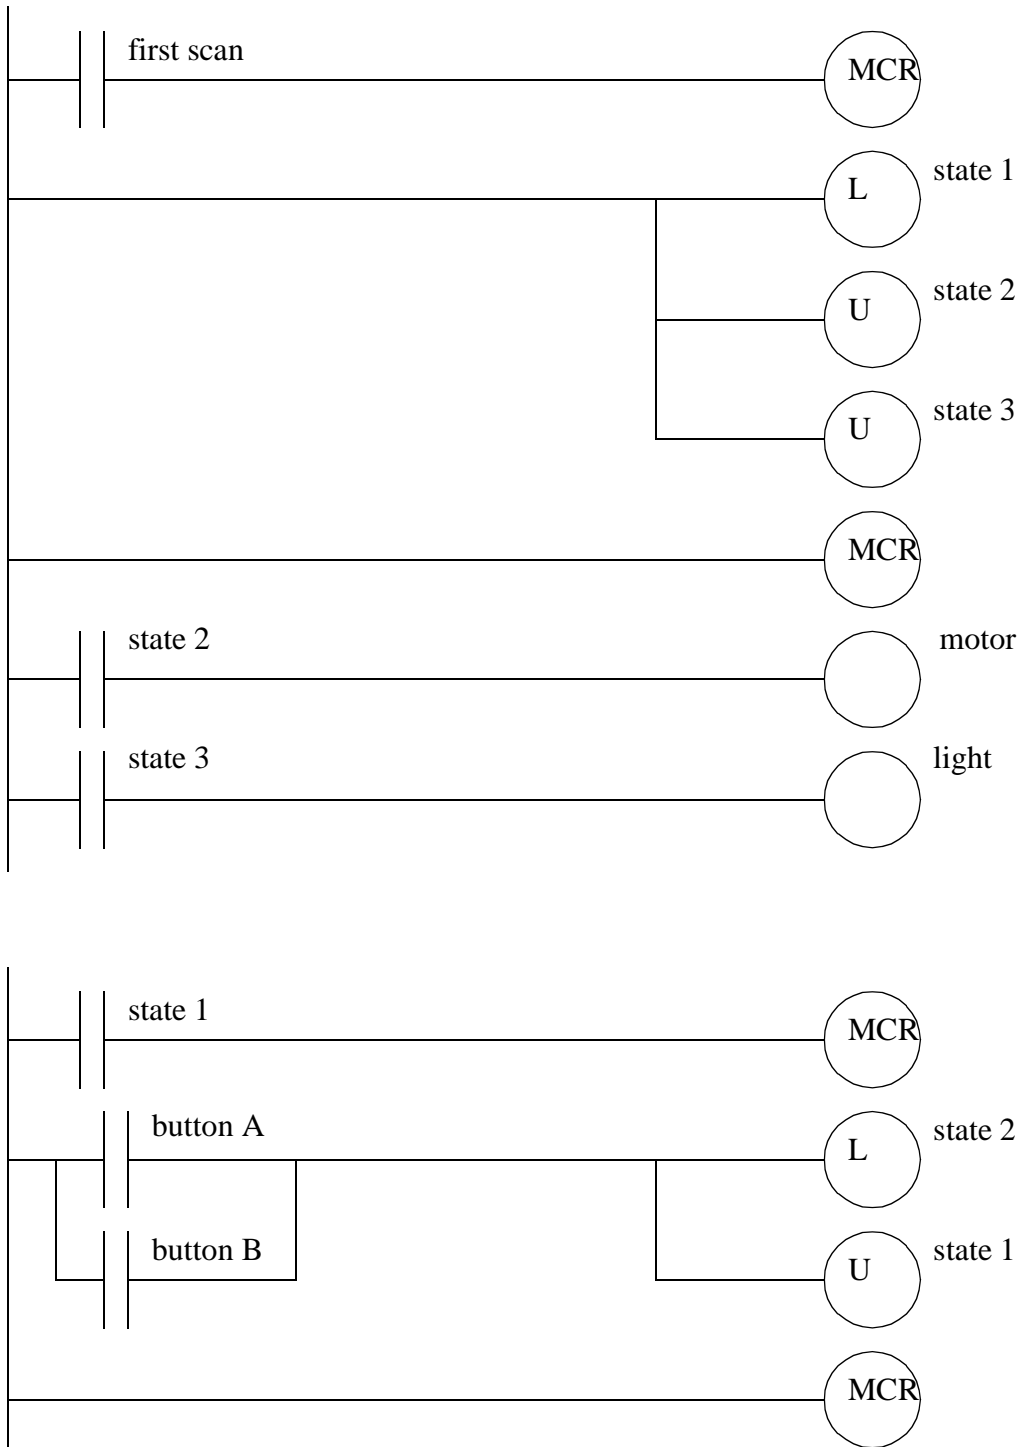 first scan
MCR
L
state 1
U
state 2
U
state 3
MCR
state 2
motor
state 3
light
state 1
MCR
button A
L
state 2
button B
U
state 1
MCR